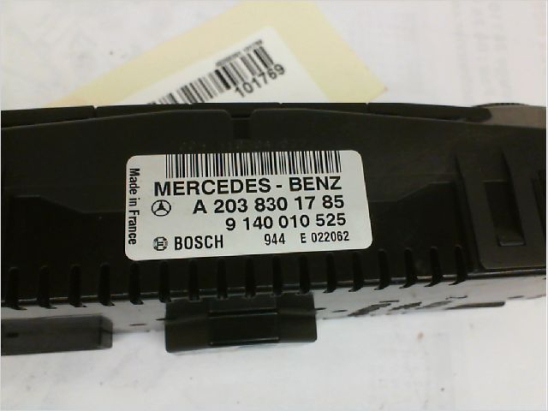 101769
Made in France
MERCEDES - BENZ
A 203 830 17 85
9 140 010 525
BOSCH 944 E 022062